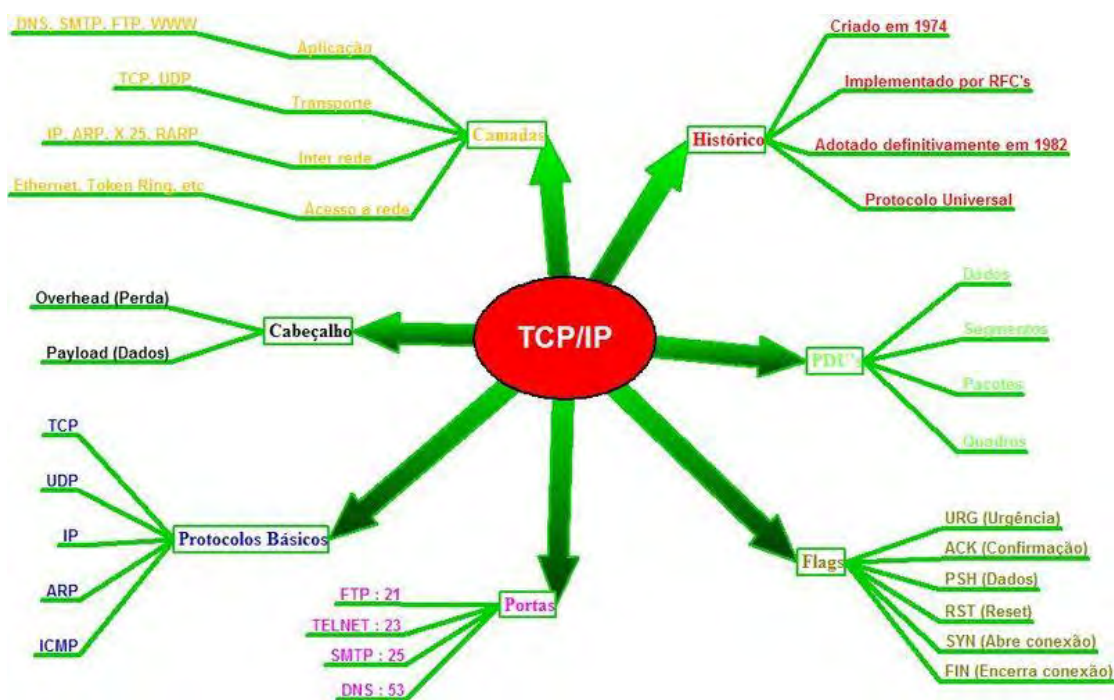 DNS, SMTP, FTP, WWW
Aplicação
TCP, UDP
Transporte
IP, ARP, X.25, RARP
Inter rede
Ethernet, Token Ring, etc
Acesso a rede
Camadas
Criado em 1974
Implementado por RFC's
Histórico
Adotado definitivamente em 1982
Protocolo Universal
Overhead (Perda)
Cabeçalho
Payload (Dados)
TCP/IP
Dados
Segmentos
PDU's
Pacotes
Quadros
TCP
UDP
IP
Protocolos Básicos
ARP
ICMP
FTP : 21
Portas
TELNET : 23
SMTP : 25
DNS : 53
URG (Urgência)
ACK (Confirmação)
Flags
PSH (Dados)
RST (Reset)
SYN (Abre conexão)
FIN (Encerra conexão)